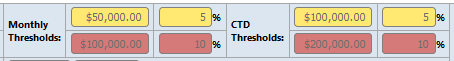 Monthly Thresholds: $50,000.00 5 % CTD Thresholds: $100,000.00 5 %
$100,000.00 10 % $200,000.00 10 %